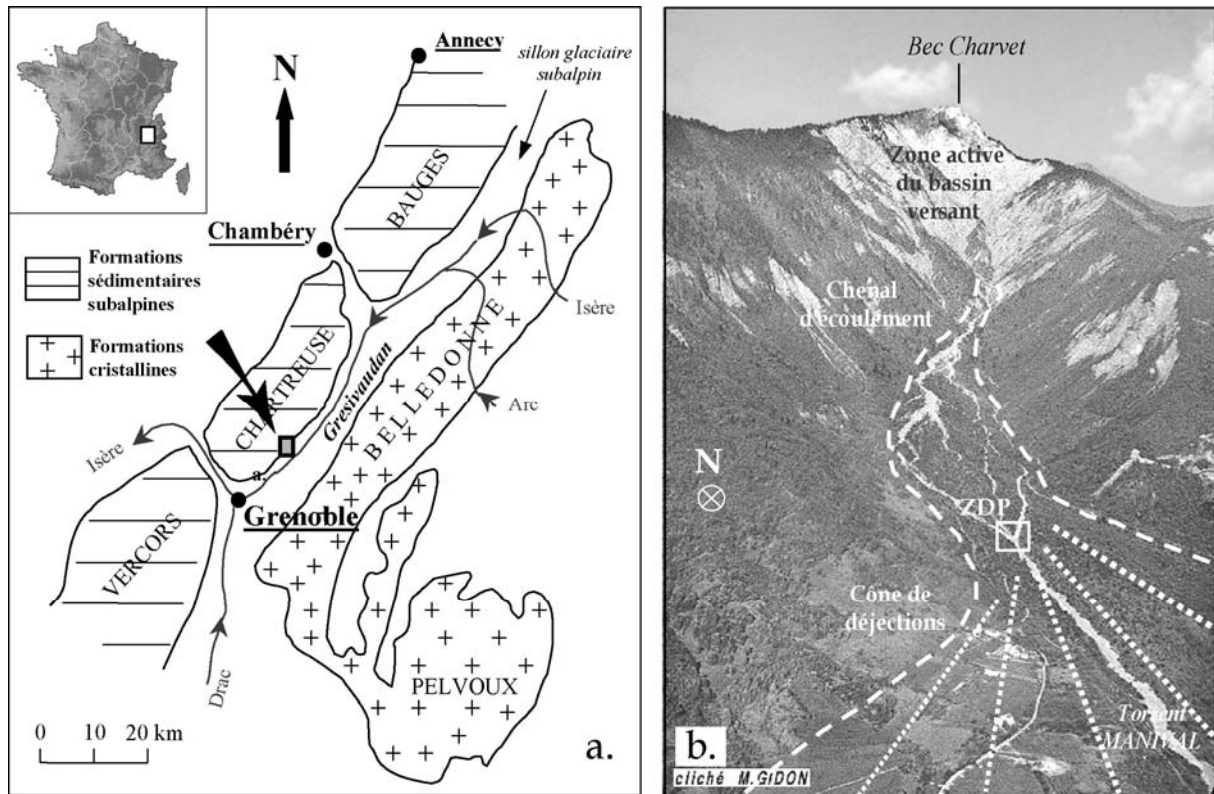 Annecy
N
sillon glaciaire
subalpin
BAUGES
Chambéry
Formations
sédimentaires
subalpines
Isère
Formations
cristallines
CHARTREUSE
Gresivaudan
BELLEDONNE
Arc
Isère
a.
Grenoble
VERCORS
Drac
PELVOUX
0 10 20 km
a.
Bec Charvet
Zone active
du bassin
versant
Chenal
d'écoulement
N
ZDP
Cône de
déjections
Torrent
MANIVAL
b.
cliché M.GIDON